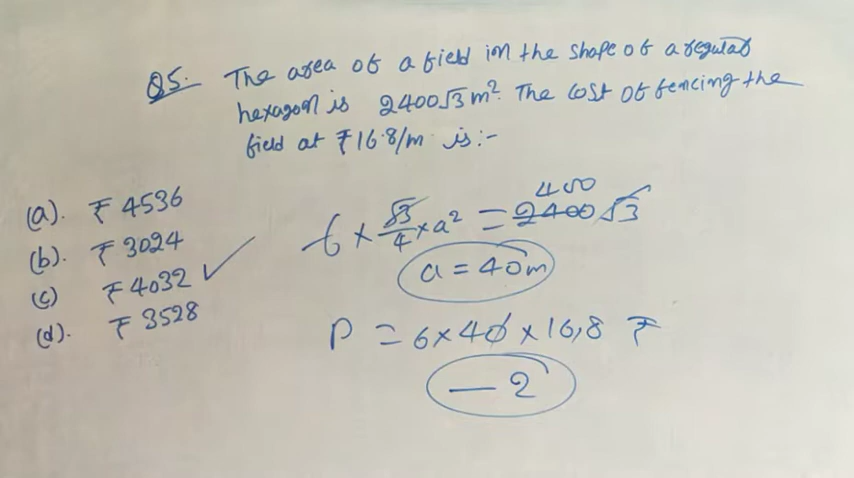 Q5. The area of a field in the shape of a regular
hexagon is 2400√3 m². The cost of fencing the
field at ₹16.8/m is:-
(a). ₹ 4536
(b). ₹ 3024
(c) ₹ 4032 ✓
(d). ₹ 3528
400
6 × √3/4 × a² = 2400√3
a = 40m
P = 6×40×16,8 ₹
— 2